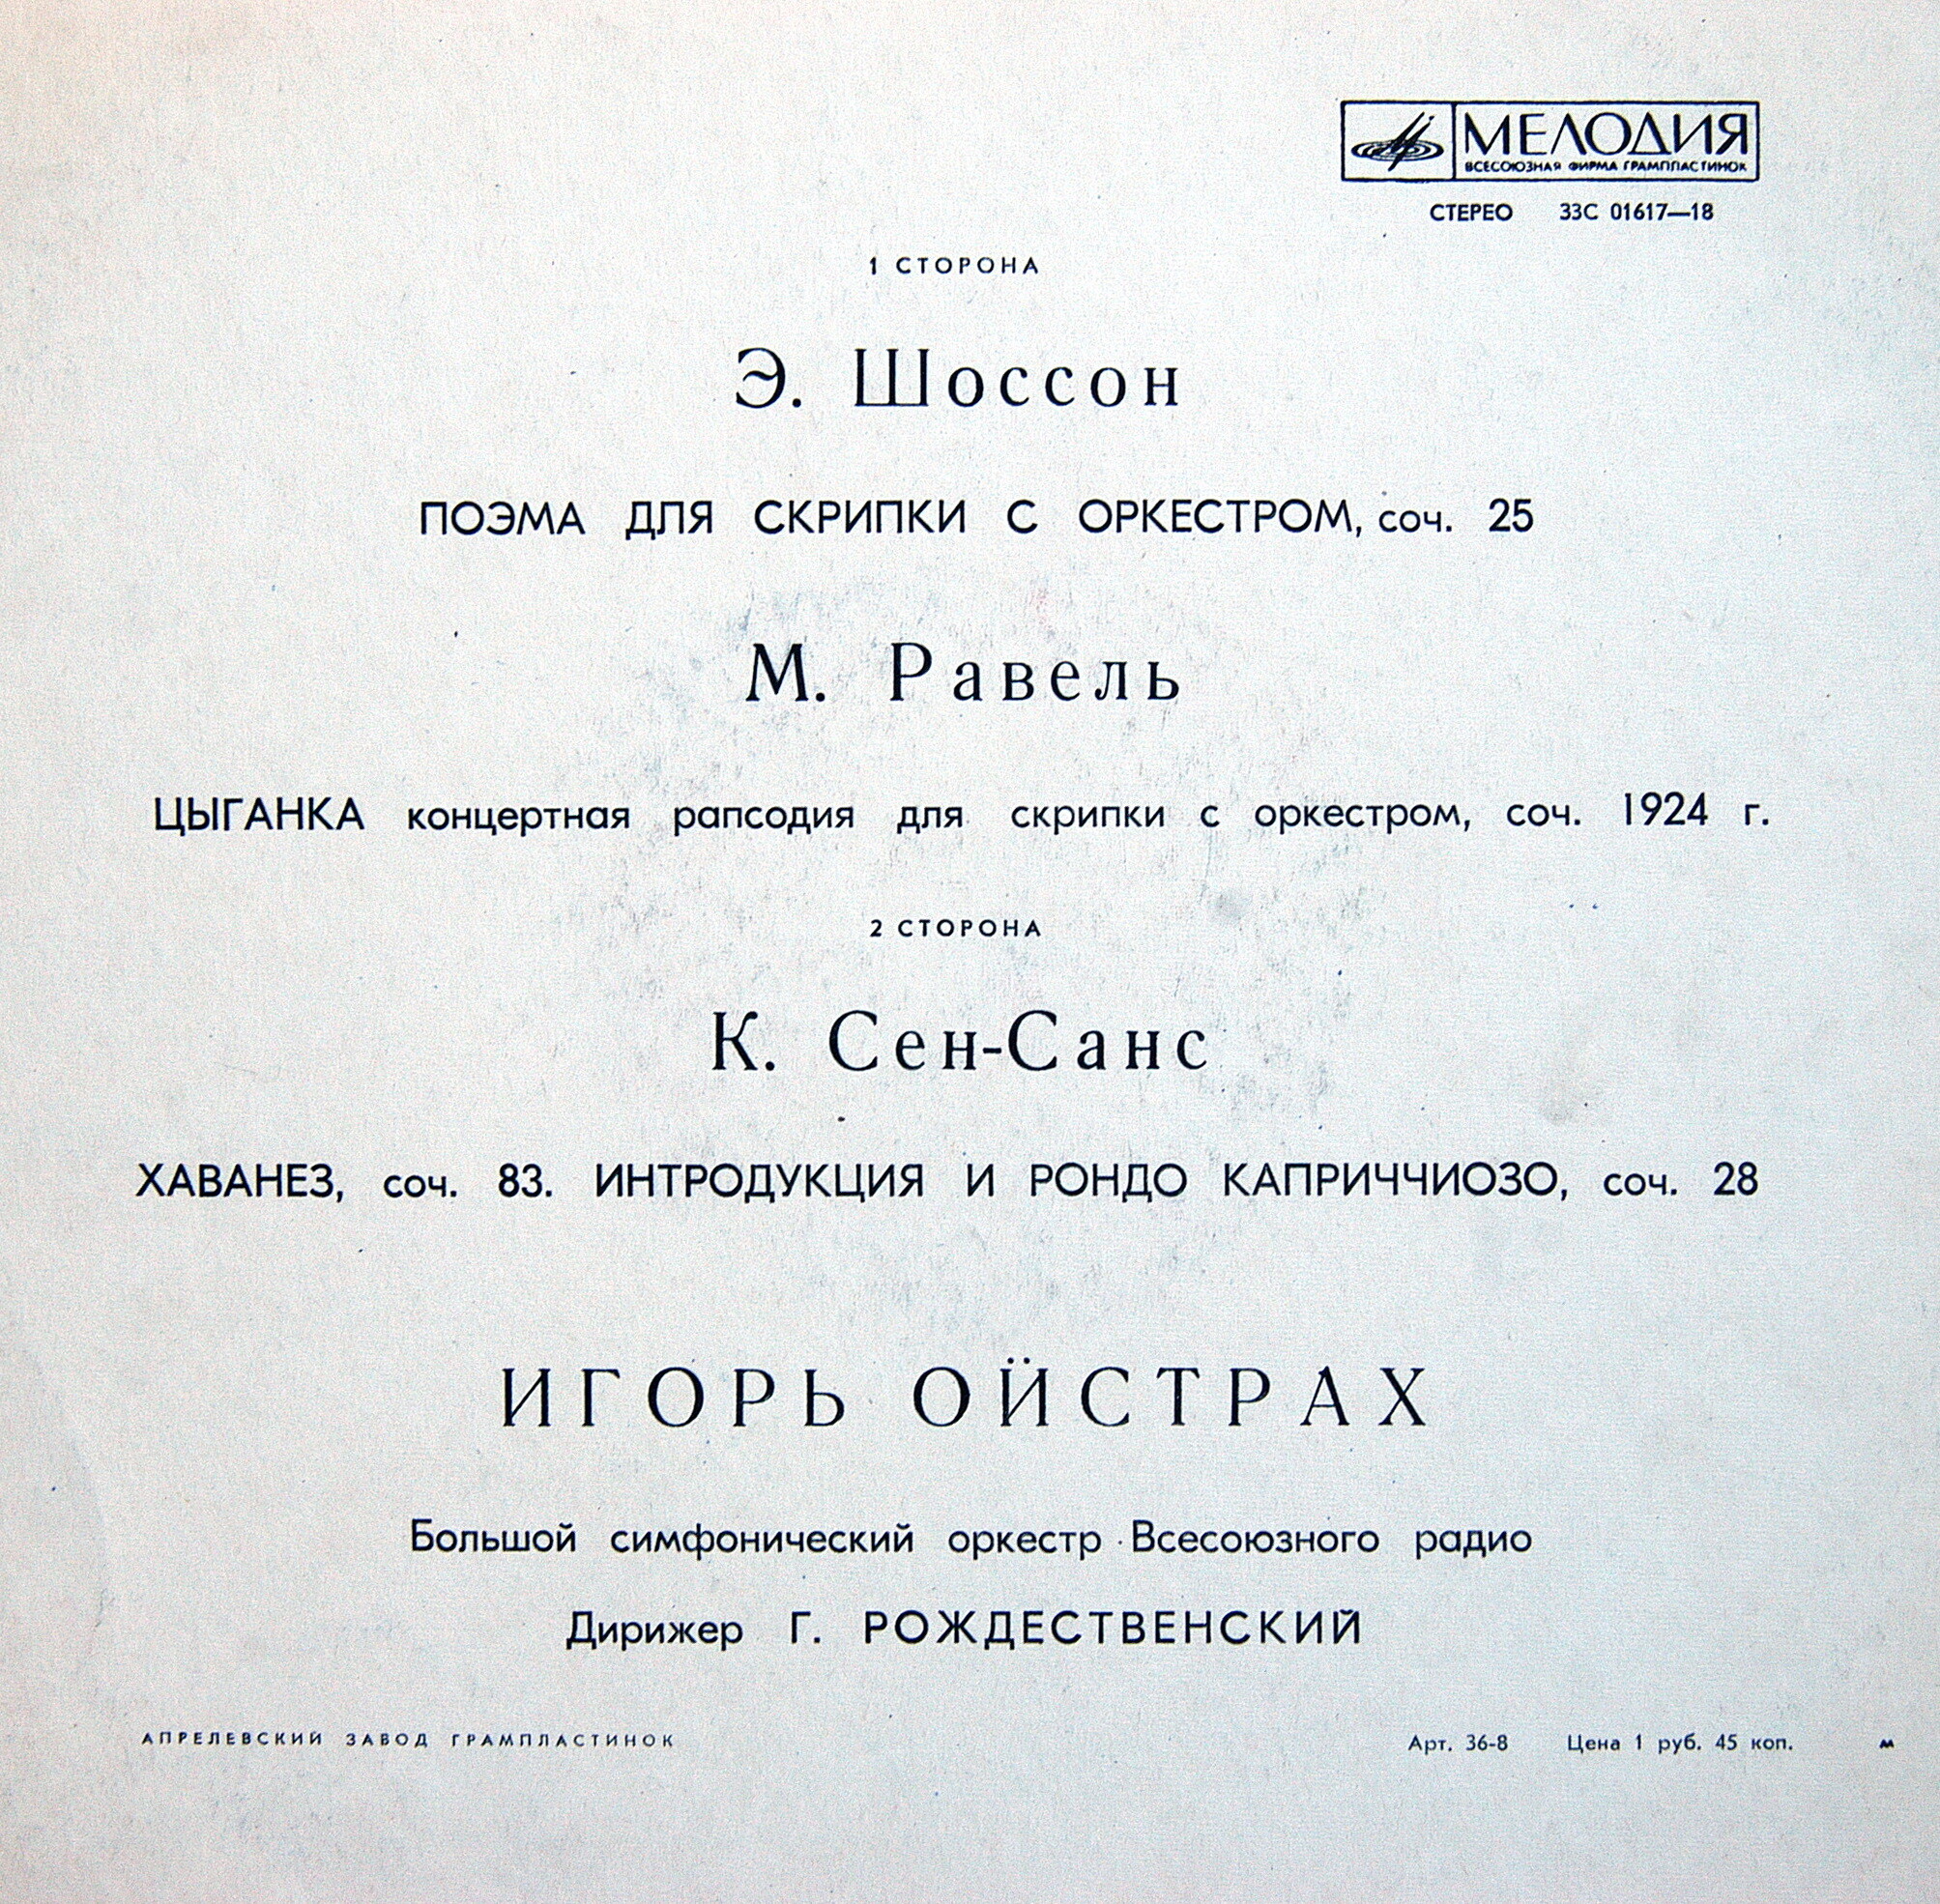 МЕЛОДИЯ
ВСЕСОЮЗНАЯ ФИРМА ГРАМПЛАСТИНОК
СТЕРЕО 33С 01617—18
1 СТОРОНА
Э. Шоссон
ПОЭМА ДЛЯ СКРИПКИ С ОРКЕСТРОМ, соч. 25
М. Равель
ЦЫГАНКА концертная рапсодия для скрипки с оркестром, соч. 1924 г.
2 СТОРОНА
К. Сен-Санс
ХАВАНЕЗ, соч. 83. ИНТРОДУКЦИЯ И РОНДО КАПРИЧЧИОЗО, соч. 28
ИГОРЬ ОЙСТРАХ
Большой симфонический оркестр Всесоюзного радио
Дирижер Г. РОЖДЕСТВЕНСКИЙ
АПРЕЛЕВСКИЙ ЗАВОД ГРАМПЛАСТИНОК Арт. 36-8 Цена 1 руб. 45 коп. м